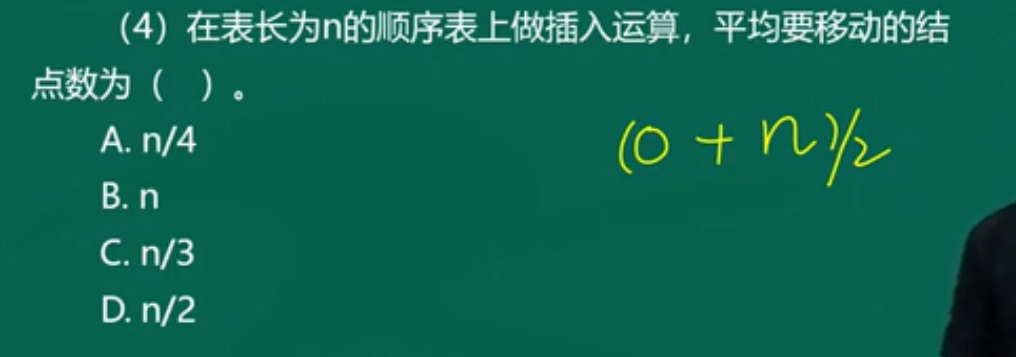 （4）在表长为n的顺序表上做插入运算，平均要移动的结
点数为（ ）。
A. n/4
(0 + n)/2
B. n
C. n/3
D. n/2